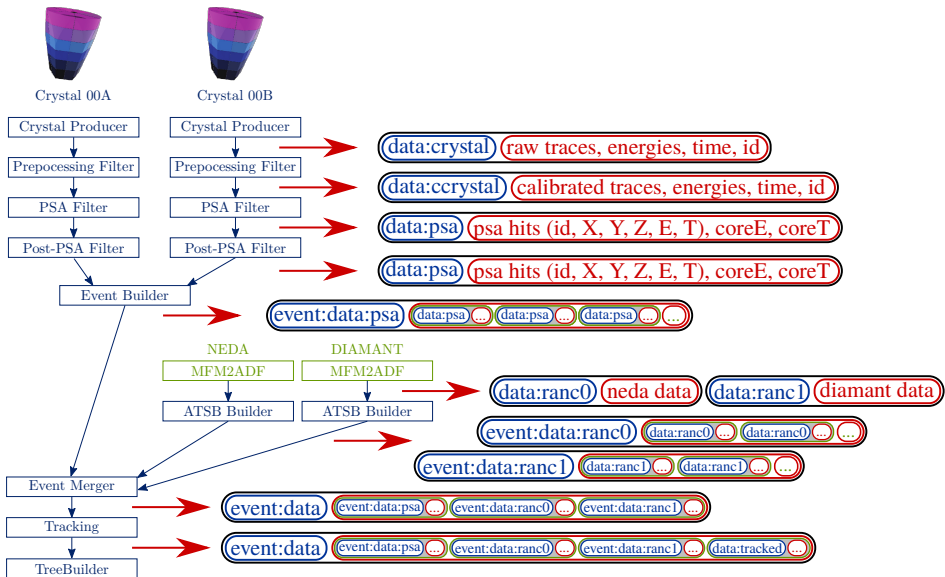 Crystal 00A
Crystal 00B
Crystal Producer
Crystal Producer
data:crystal raw traces, energies, time, id
Prepocessing Filter
Prepocessing Filter
data:ccrystal calibrated traces, energies, time, id
PSA Filter
PSA Filter
data:psa psa hits (id, X, Y, Z, E, T), coreE, coreT
Post-PSA Filter
Post-PSA Filter
data:psa psa hits (id, X, Y, Z, E, T), coreE, coreT
Event Builder
event:data:psa data:psa ... data:psa ... data:psa ... ...
NEDA
DIAMANT
MFM2ADF
MFM2ADF
data:ranc0 neda data data:ranc1 diamant data
ATSB Builder
ATSB Builder
event:data:ranc0 data:ranc0 ... data:ranc0 ... ...
event:data:ranc1 data:ranc1 ... data:ranc1 ... ...
Event Merger
event:data event:data:psa ... event:data:ranc0 ... event:data:ranc1 ...
Tracking
event:data event:data:psa ... event:data:ranc0 ... event:data:ranc1 ... data:tracked ...
TreeBuilder